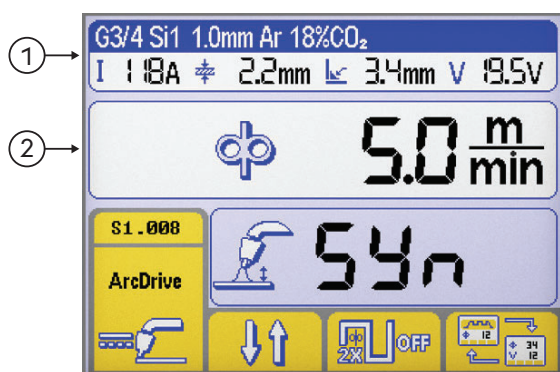 1
G3/4 Si1 1.0mm Ar 18%CO₂
I 118A 2.2mm 3.4mm V 19.5V
2
5.0 m/min
S1.008
ArcDrive
Syn
2X OFF
12
34
V 12